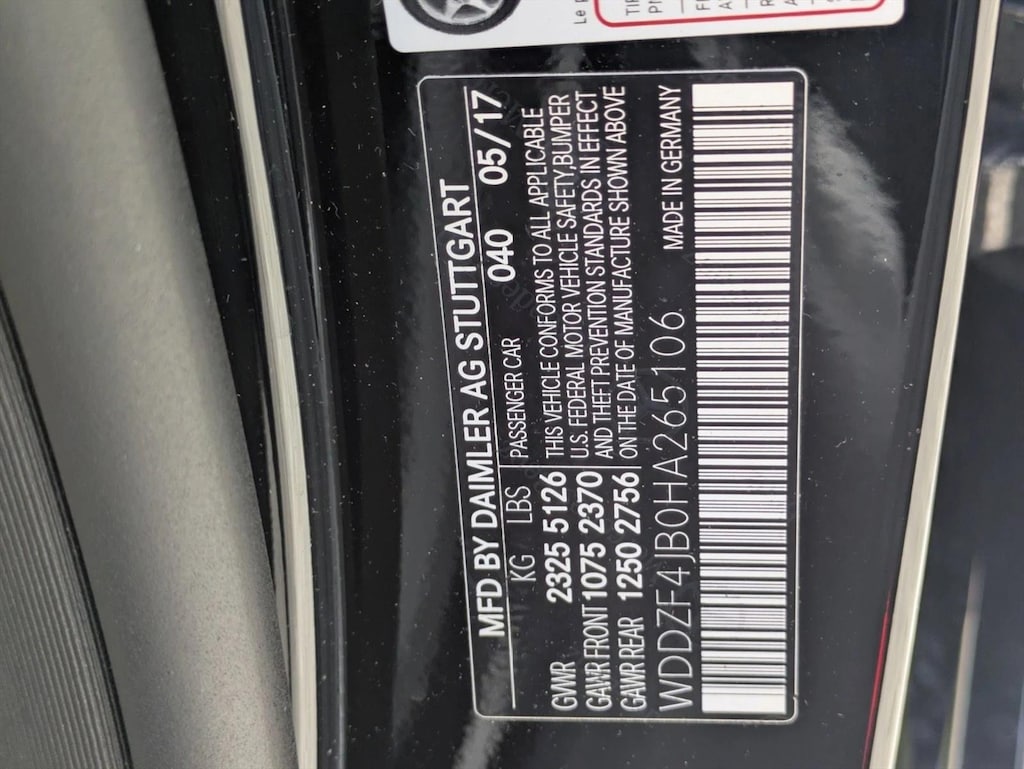 MFD BY DAIMLER AG STUTTGART
KG LBS PASSENGER CAR 040 05/17
GVWR 2325 5126
GAWR FRONT 1075 2370
GAWR REAR 1250 2756
THIS VEHICLE CONFORMS TO ALL APPLICABLE
U.S. FEDERAL MOTOR VEHICLE SAFETY, BUMPER
AND THEFT PREVENTION STANDARDS IN EFFECT
ON THE DATE OF MANUFACTURE SHOWN ABOVE
WDDZF4JB0HA265106 MADE IN GERMANY
Le